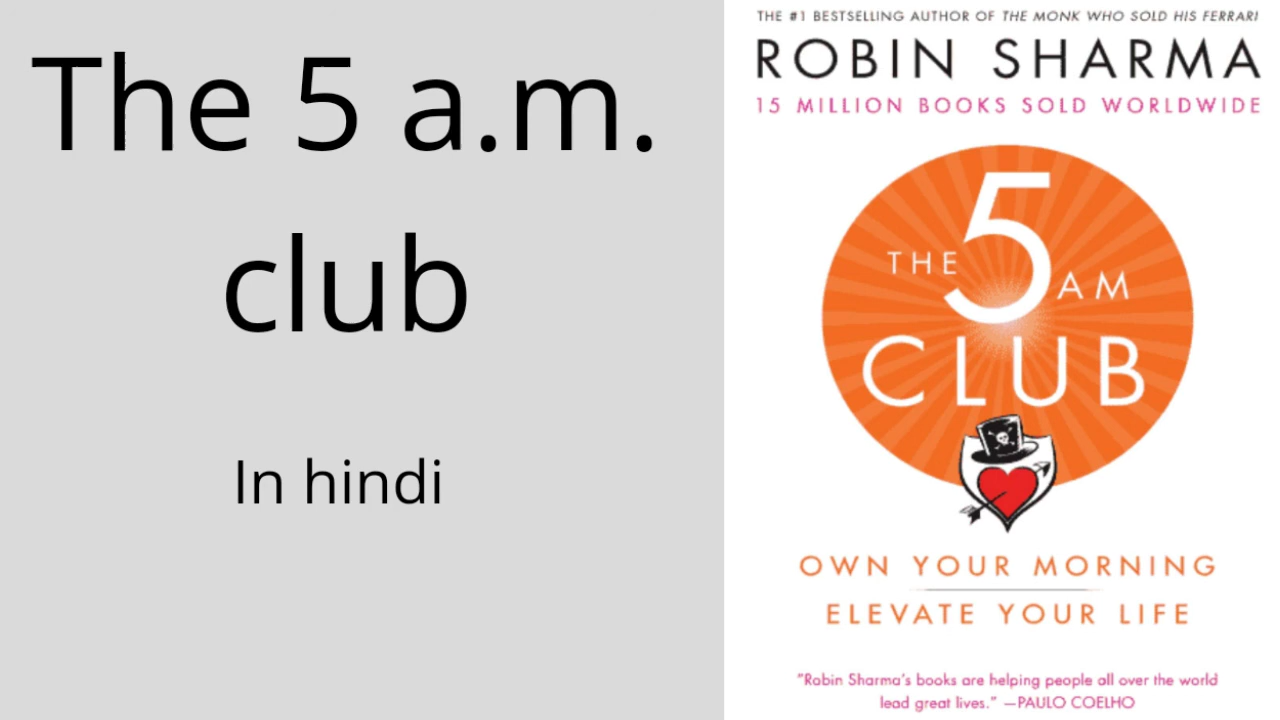 The 5 a.m.
club
In hindi
THE #1 BESTSELLING AUTHOR OF THE MONK WHO SOLD HIS FERRARI
ROBIN SHARMA
15 MILLION BOOKS SOLD WORLDWIDE
THE 5 AM
CLUB
OWN YOUR MORNING
ELEVATE YOUR LIFE
"Robin Sharma's books are helping people all over the world
lead great lives." —PAULO COELHO